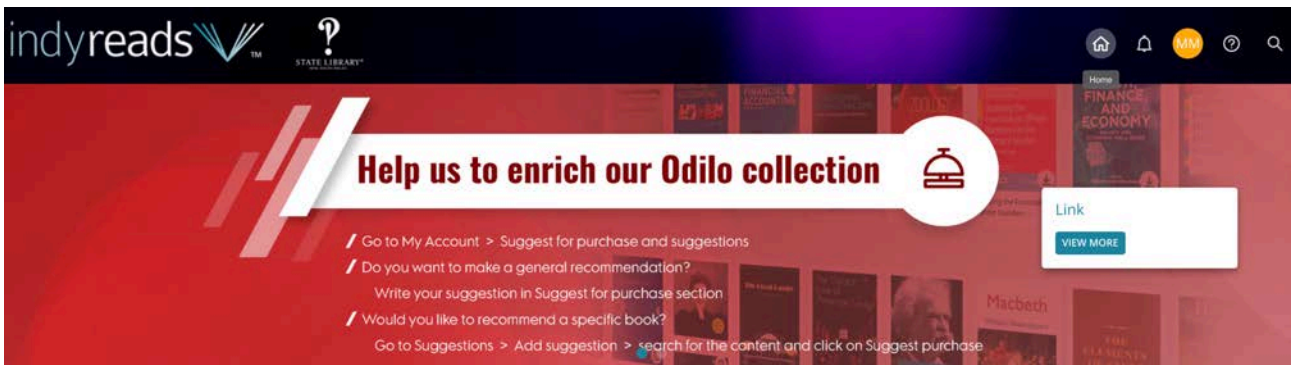 indyreads TM
STATE LIBRARY®
MM
Home
Help us to enrich our Odilo collection
Go to My Account > Suggest for purchase and suggestions
Do you want to make a general recommendation?
Write your suggestion in Suggest for purchase section
Would you like to recommend a specific book?
Go to Suggestions > Add suggestion > search for the content and click on Suggest purchase
Link
VIEW MORE
FINANCIAL
ACCOUNTING
FINANCE,
AND
ECONOMY
Macbeth
THE
ELEMENTS